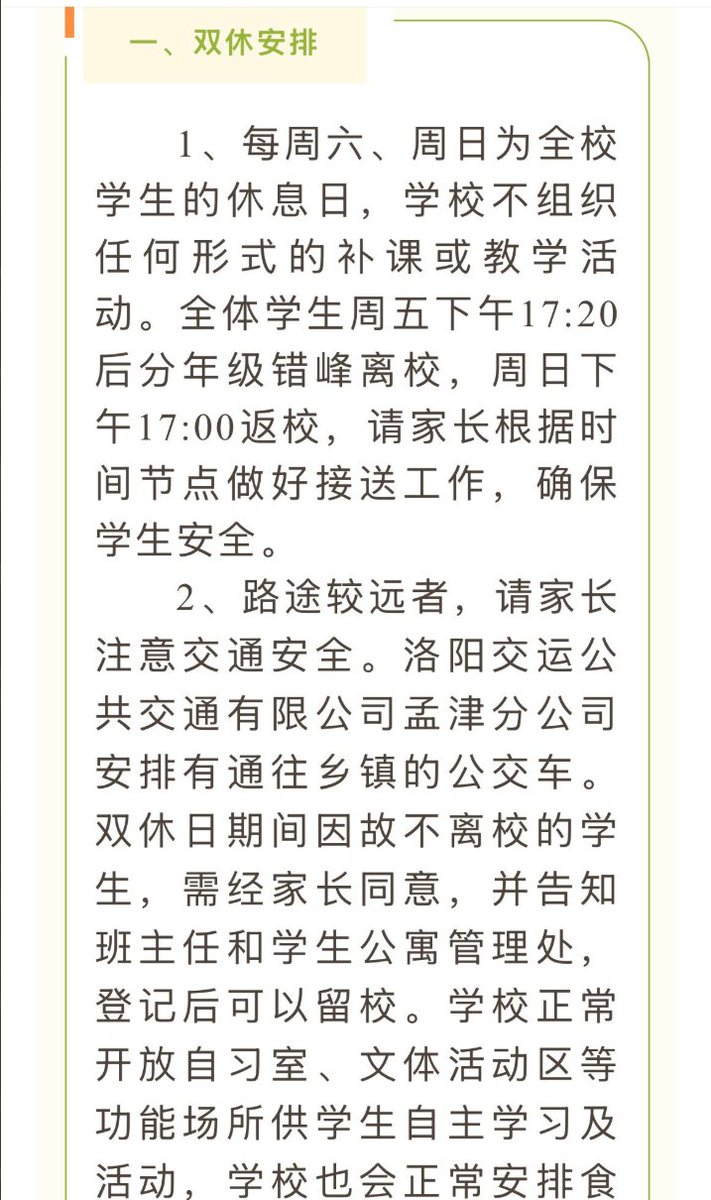 一、双休安排
1、每周六、周日为全校
学生的休息日，学校不组织
任何形式的补课或教学活
动。全体学生周五下午17:20
后分年级错峰离校，周日下
午17:00返校，请家长根据时
间节点做好接送工作，确保
学生安全。
2、路途较远者，请家长
注意交通安全。洛阳交运公
共交通有限公司孟津分公司
安排有通往乡镇的公交车。
双休日期间因故不离校的学
生，需经家长同意，并告知
班主任和学生公寓管理处，
登记后可以留校。学校正常
开放自习室、文体活动区等
功能场所供学生自主学习及
活动，学校也会正常安排食